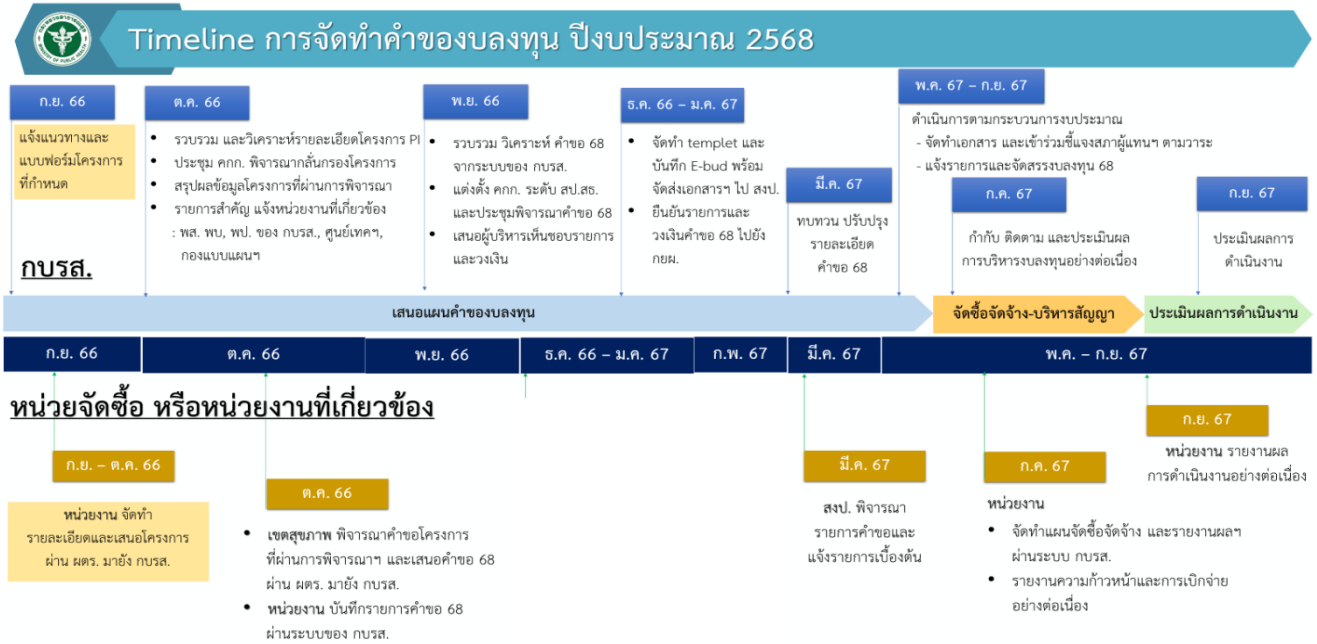 Timeline การจัดทำคำของบลงทุน ปีงบประมาณ 2568
ก.ย. 66
แจ้งแนวทางและ
แบบฟอร์มโครงการ
ที่กำหนด
ต.ค. 66
• รวบรวม และวิเคราะห์รายละเอียดโครงการ PI
• ประชุม คกก. พิจารณากลั่นกรองโครงการ
• สรุปผลข้อมูลโครงการที่ผ่านการพิจารณา
• รายการสำคัญ แจ้งหน่วยงานที่เกี่ยวข้อง
: พส. พบ, พป. ของ กบรส., ศูนย์เทคฯ,
กองแบบแผนฯ
พ.ย. 66
• รวบรวม วิเคราะห์ คำขอ 68
จากระบบของ กบรส.
• แต่งตั้ง คกก. ระดับ สป.สธ.
และประชุมพิจารณาคำขอ 68
• เสนอผู้บริหารเห็นชอบรายการ
และวงเงิน
ธ.ค. 66 – ม.ค. 67
• จัดทำ templet และ
บันทึก E-bud พร้อม
จัดส่งเอกสารฯ ไป สงป.
• ยืนยันรายการและ
วงเงินคำขอ 68 ไปยัง
กยผ.
มี.ค. 67
ทบทวน ปรับปรุง
รายละเอียด
คำขอ 68
พ.ค. 67 – ก.ย. 67
ดำเนินการตามกระบวนการงบประมาณ
- จัดทำเอกสาร และเข้าร่วมชี้แจงสภาผู้แทนฯ ตามวาระ
- แจ้งรายการและจัดสรรงบลงทุน 68
ก.ค. 67
กำกับ ติดตาม และประเมินผล
การบริหารงบลงทุนอย่างต่อเนื่อง
ก.ย. 67
ประเมินผลการ
ดำเนินงาน
กบรส.
เสนอแผนคำของบลงทุน
จัดซื้อจัดจ้าง-บริหารสัญญา
ประเมินผลการดำเนินงาน
ก.ย. 66
ต.ค. 66
พ.ย. 66
ธ.ค. 66 – ม.ค. 67
ก.พ. 67
มี.ค. 67
พ.ค. – ก.ย. 67
หน่วยจัดซื้อ หรือหน่วยงานที่เกี่ยวข้อง
ก.ย. – ต.ค. 66
หน่วยงาน จัดทำ
รายละเอียดและเสนอโครงการ
ผ่าน ผตร. มายัง กบรส.
ต.ค. 66
• เขตสุขภาพ พิจารณาคำขอโครงการ
ที่ผ่านการพิจารณาฯ และเสนอคำขอ 68
ผ่าน ผตร. มายัง กบรส.
• หน่วยงาน บันทึกรายการคำขอ 68
ผ่านระบบของ กบรส.
มี.ค. 67
สงป. พิจารณา
รายการคำขอและ
แจ้งรายการเบื้องต้น
ก.ค. 67
หน่วยงาน
• จัดทำแผนจัดซื้อจัดจ้าง และรายงานผลฯ
ผ่านระบบ กบรส.
• รายงานความก้าวหน้าและการเบิกจ่าย
อย่างต่อเนื่อง
ก.ย. 67
หน่วยงาน รายงานผล
การดำเนินงานอย่างต่อเนื่อง